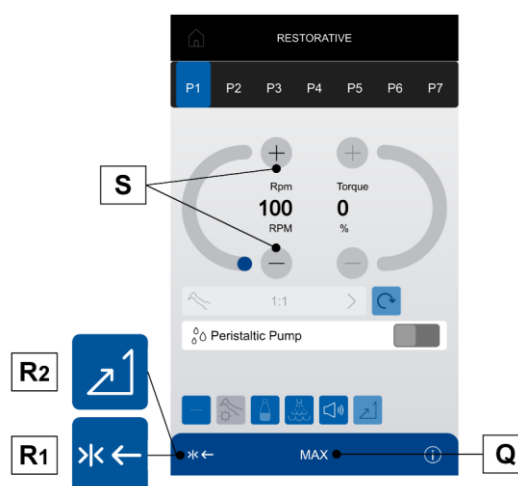 RESTORATIVE
P1 P2 P3 P4 P5 P6 P7
S
Rpm Torque
100 0
RPM %
1:1
Peristaltic Pump
R2
R1
MAX
Q